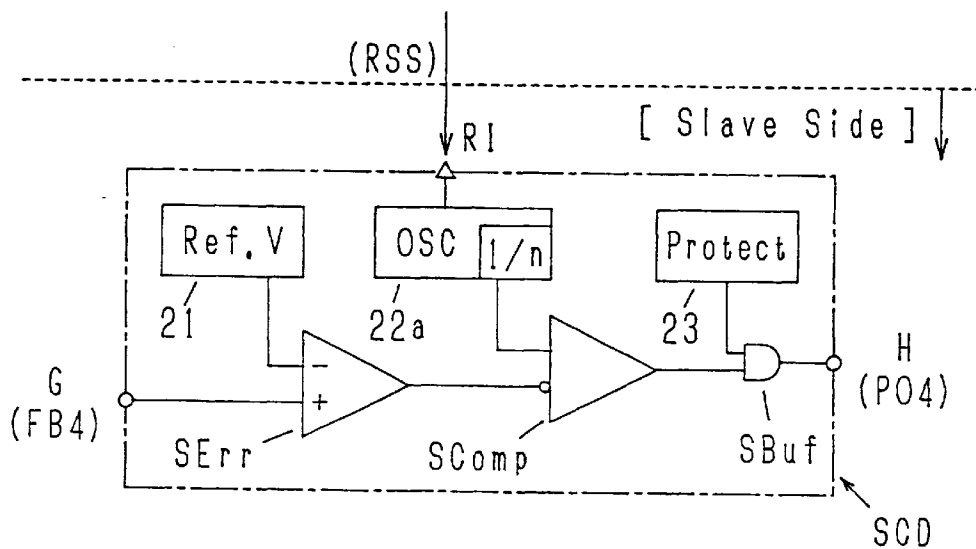 (RSS)
[ Slave Side ]
RI
Ref. V
OSC
1/n
Protect
21
22a
23
G
(FB4)
−
+
H
(PO4)
SErr
SComp
SBuf
SCD